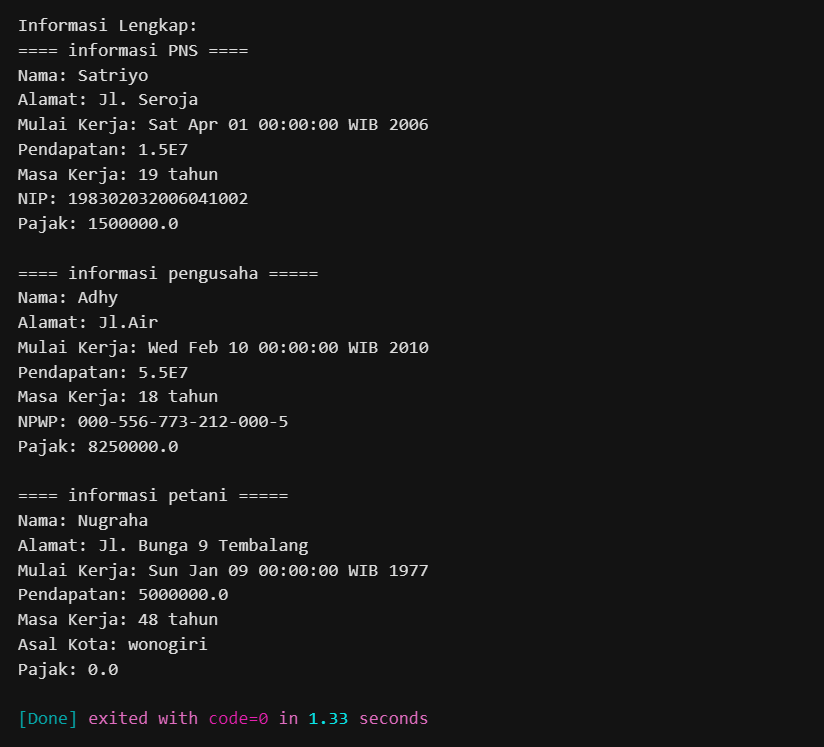 Informasi Lengkap:
==== informasi PNS ====
Nama: Satriyo
Alamat: Jl. Seroja
Mulai Kerja: Sat Apr 01 00:00:00 WIB 2006
Pendapatan: 1.5E7
Masa Kerja: 19 tahun
NIP: 198302032006041002
Pajak: 1500000.0

==== informasi pengusaha =====
Nama: Adhy
Alamat: Jl.Air
Mulai Kerja: Wed Feb 10 00:00:00 WIB 2010
Pendapatan: 5.5E7
Masa Kerja: 18 tahun
NPWP: 000-556-773-212-000-5
Pajak: 8250000.0

==== informasi petani =====
Nama: Nugraha
Alamat: Jl. Bunga 9 Tembalang
Mulai Kerja: Sun Jan 09 00:00:00 WIB 1977
Pendapatan: 5000000.0
Masa Kerja: 48 tahun
Asal Kota: wonogiri
Pajak: 0.0

[Done] exited with code=0 in 1.33 seconds